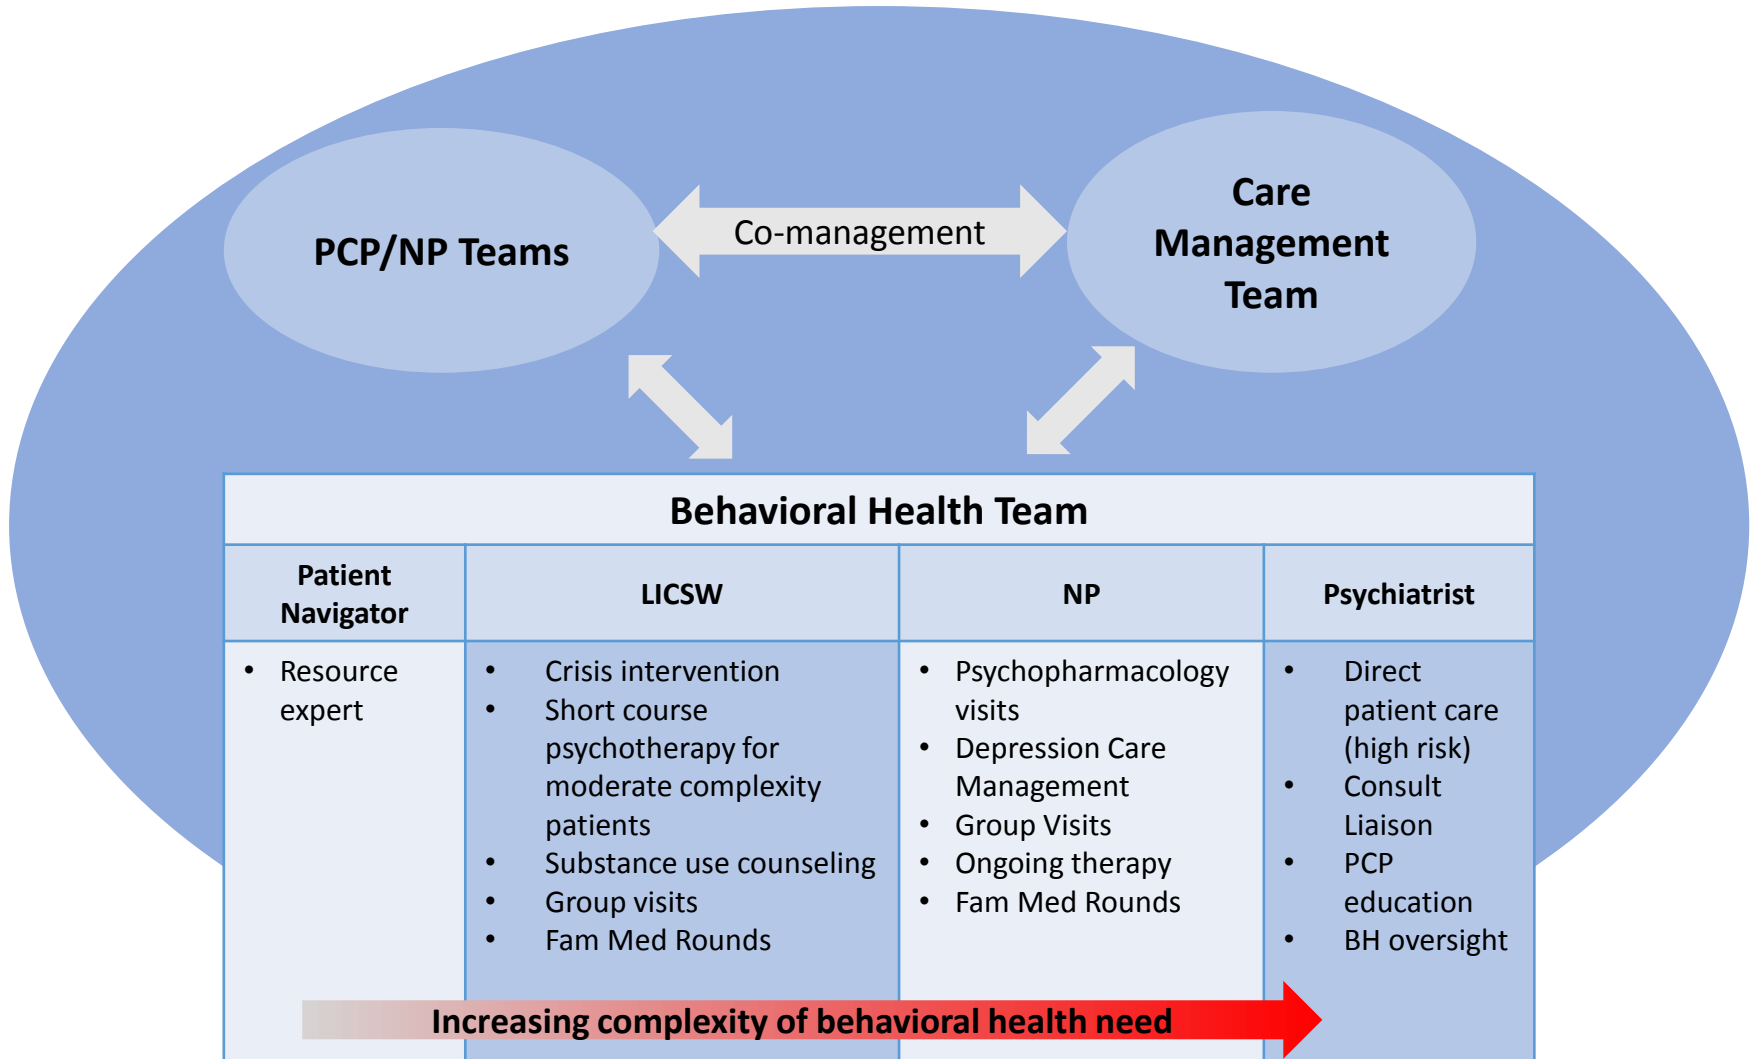 PCP/NP Teams
Co-management
Care
Management
Team
Behavioral Health Team
Patient
Navigator
LICSW
NP
Psychiatrist
• Resource
expert
• Crisis intervention
• Short course
psychotherapy for
moderate complexity
patients
• Substance use counseling
• Group visits
• Fam Med Rounds
• Psychopharmacology
visits
• Depression Care
Management
• Group Visits
• Ongoing therapy
• Fam Med Rounds
• Direct
patient care
(high risk)
• Consult
Liaison
• PCP
education
• BH oversight
Increasing complexity of behavioral health need